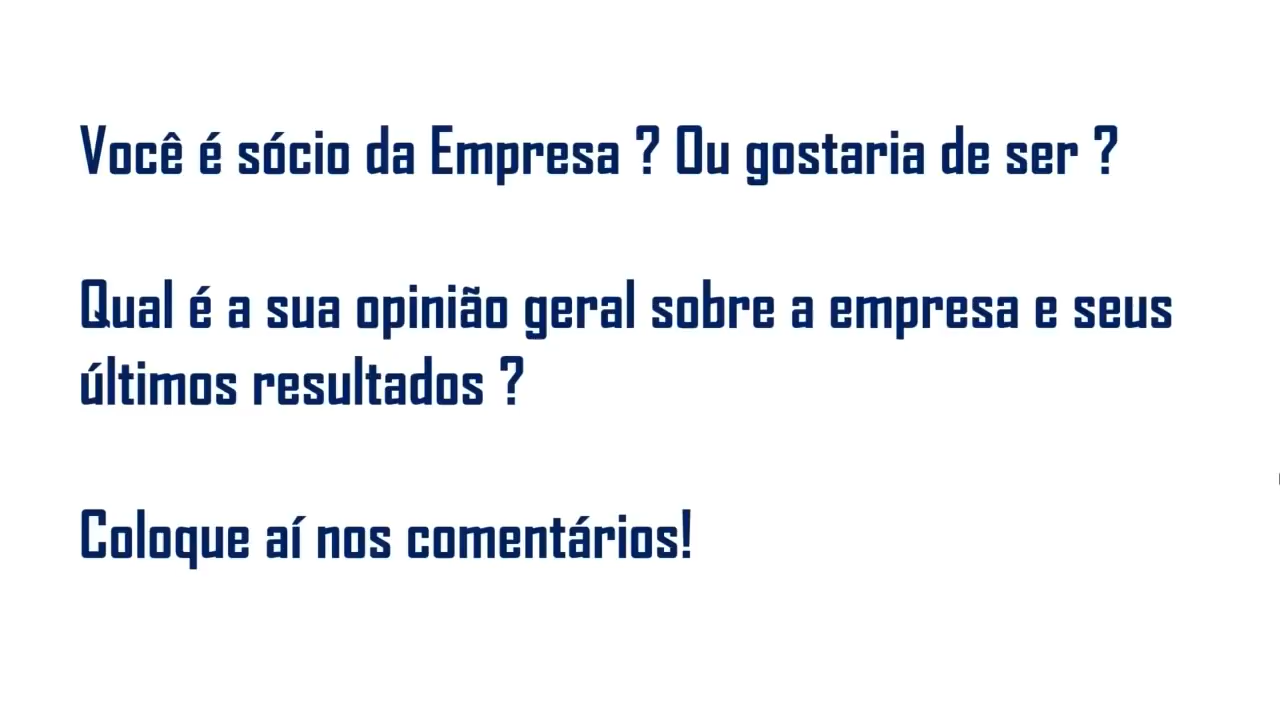 Você é sócio da Empresa ? Ou gostaria de ser ?
Qual é a sua opinião geral sobre a empresa e seus
últimos resultados ?
Coloque aí nos comentários!